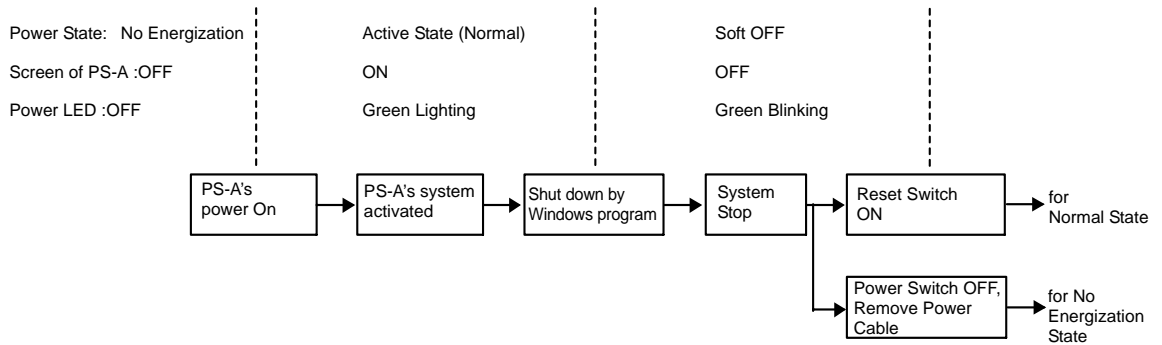 Power State: No Energization Active State (Normal) Soft OFF
Screen of PS-A :OFF ON OFF
Power LED :OFF Green Lighting Green Blinking
PS-A's
power On
PS-A's system
activated
Shut down by
Windows program
System
Stop
Reset Switch
ON
for
Normal State
Power Switch OFF,
Remove Power
Cable
for No
Energization
State